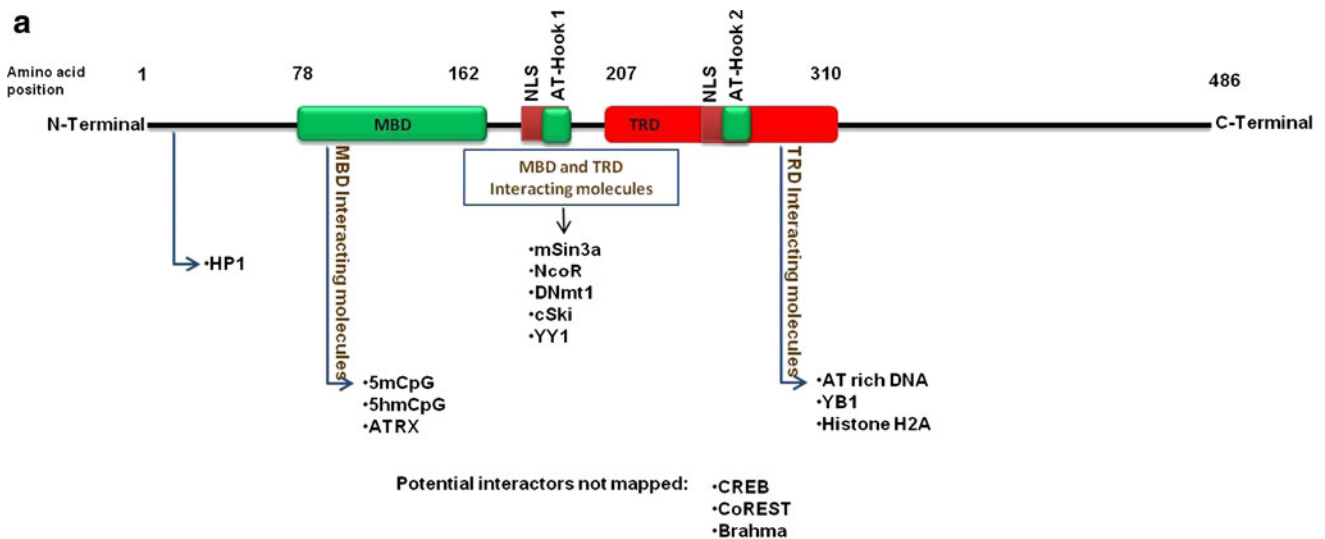 a
Amino acid position
1
78
162
NLS
AT-Hook 1
207
NLS
AT-Hook 2
310
486
N-Terminal
MBD
TRD
C-Terminal
MBD Interacting molecules
MBD and TRD
Interacting molecules
TRD Interacting molecules
•HP1
•mSin3a
•NcoR
•DNmt1
•cSki
•YY1
•5mCpG
•5hmCpG
•ATRX
•AT rich DNA
•YB1
•Histone H2A
Potential interactors not mapped:
•CREB
•CoREST
•Brahma